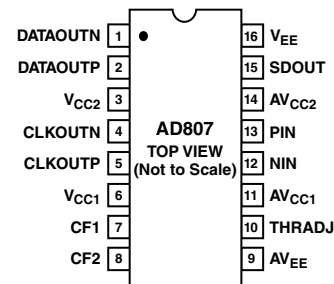 DATAOUTN 1 16 VEE
DATAOUTP 2 15 SDOUT
VCC2 3 14 AVCC2
CLKOUTN 4 AD807 13 PIN
CLKOUTP 5 TOP VIEW 12 NIN
(Not to Scale)
VCC1 6 11 AVCC1
CF1 7 10 THRADJ
CF2 8 9 AVEE